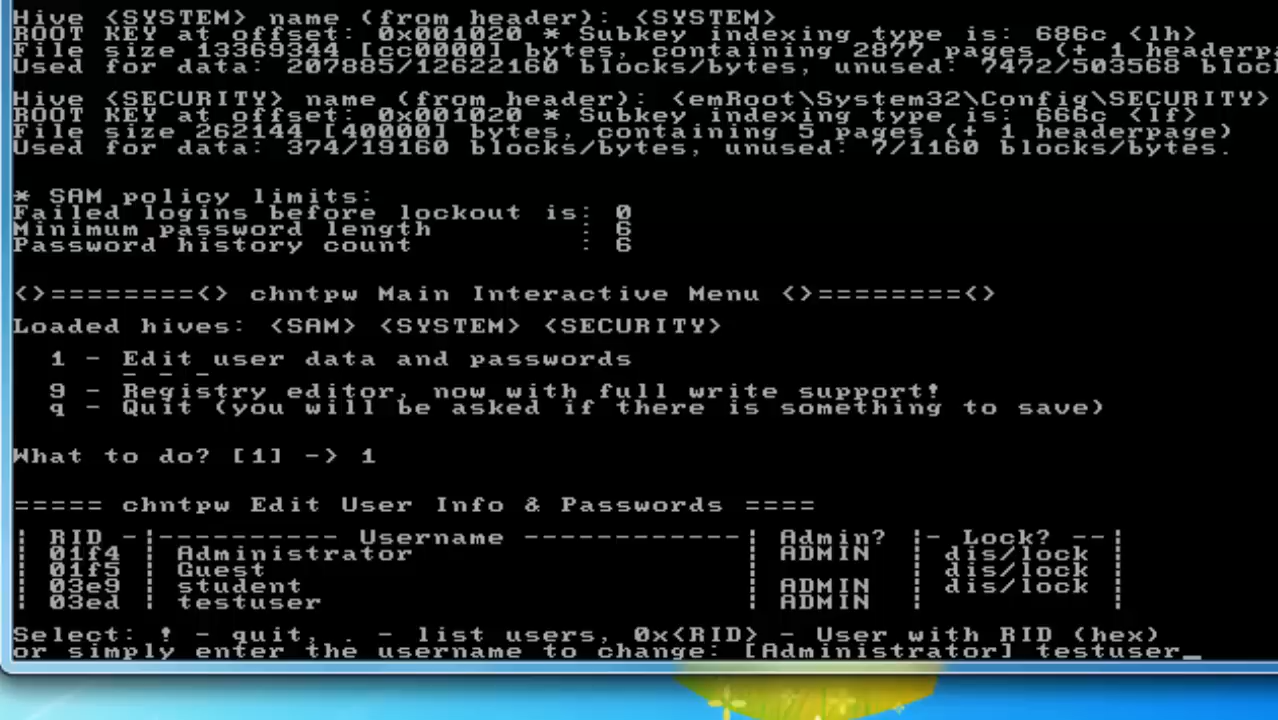 Hive <SYSTEM> name (from header): <SYSTEM>
ROOT KEY at offset: 0x001020 * Subkey indexing type is: 686c <lh>
File size 13369344 [cc0000] bytes, containing 2877 pages (+ 1 headerpa
Used for data: 207885/12622160 blocks/bytes, unused: 7472/503568 bloc
Hive <SECURITY> name (from header): <emRoot\System32\Config\SECURITY>
ROOT KEY at offset: 0x001020 * Subkey indexing type is: 666c <lf>
File size 262144 [40000] bytes, containing 5 pages (+ 1 headerpage)
Used for data: 374/19160 blocks/bytes, unused: 7/1160 blocks/bytes.
* SAM policy limits:
Failed logins before lockout is: 0
Minimum password length : 6
Password history count : 6
<>========<> chntpw Main Interactive Menu <>========<>
Loaded hives: <SAM> <SYSTEM> <SECURITY>
1 - Edit user data and passwords
- - -
9 - Registry editor, now with full write support!
q - Quit (you will be asked if there is something to save)
What to do? [1] -> 1
===== chntpw Edit User Info & Passwords ====
| RID -|---------- Username ------------| Admin? |- Lock? --|
| 01f4 | Administrator | ADMIN | dis/lock |
| 01f5 | Guest | | dis/lock |
| 03e9 | student | ADMIN | dis/lock |
| 03ed | testuser | ADMIN | |
Select: ! - quit, . - list users, 0x<RID> - User with RID (hex)
or simply enter the username to change: [Administrator] testuser_